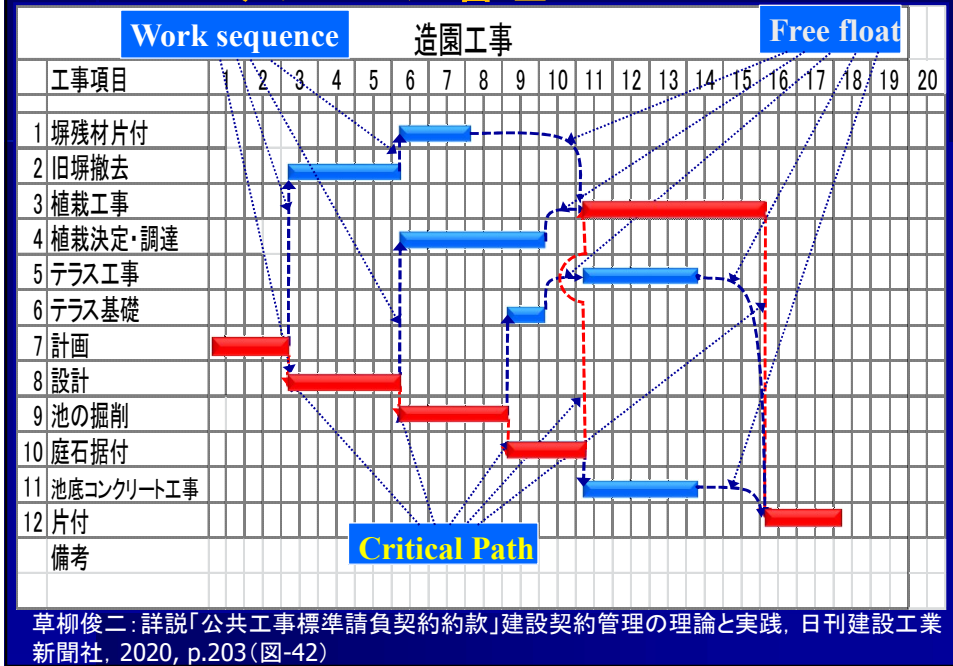 Work sequence
造園工事
Free float
工事項目 1 2 3 4 5 6 7 8 9 10 11 12 13 14 15 16 17 18 19 20
1 塀残材片付
2 旧塀撤去
3 植栽工事
4 植栽決定・調達
5 テラス工事
6 テラス基礎
7 計画
8 設計
9 池の掘削
10 庭石据付
11 池底コンクリート工事
12 片付
備考
Critical Path
草柳俊二：詳説「公共工事標準請負契約約款」建設契約管理の理論と実践, 日刊建設工業
新聞社, 2020, p.203（図-42）